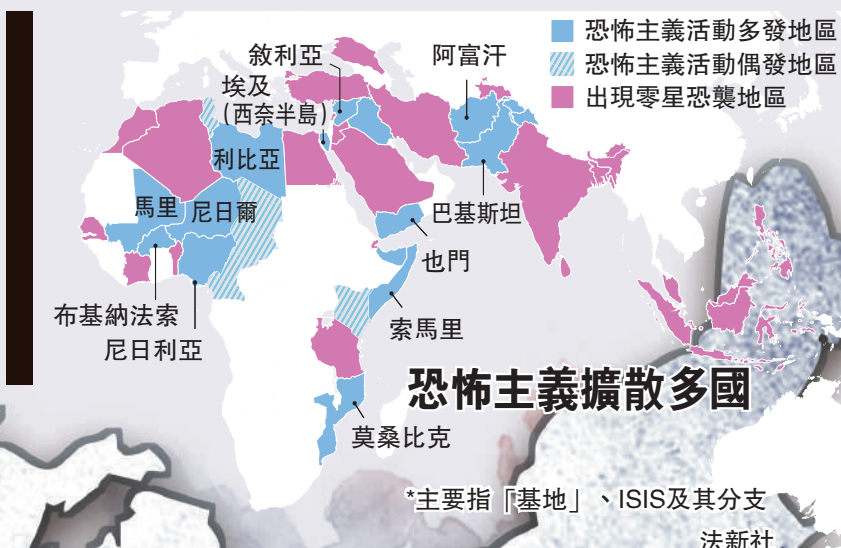 恐怖主義活動多發地區
恐怖主義活動偶發地區
出現零星恐襲地區
敘利亞
阿富汗
埃及
(西奈半島)
利比亞
馬里
尼日爾
巴基斯坦
也門
布基納法索
尼日利亞
索馬里
莫桑比克
恐怖主義擴散多國
*主要指「基地」、ISIS及其分支
法新社